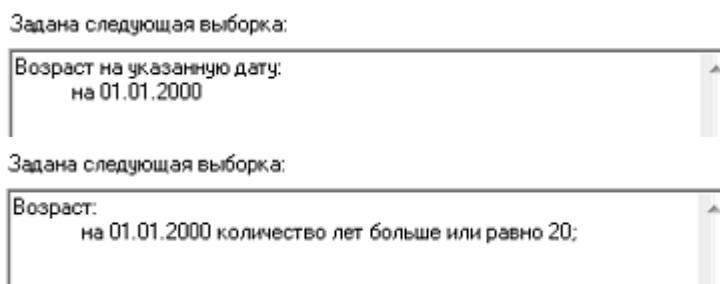 Задана следующая выборка:
Возраст на указанную дату:
на 01.01.2000
Задана следующая выборка:
Возраст:
на 01.01.2000 количество лет больше или равно 20;